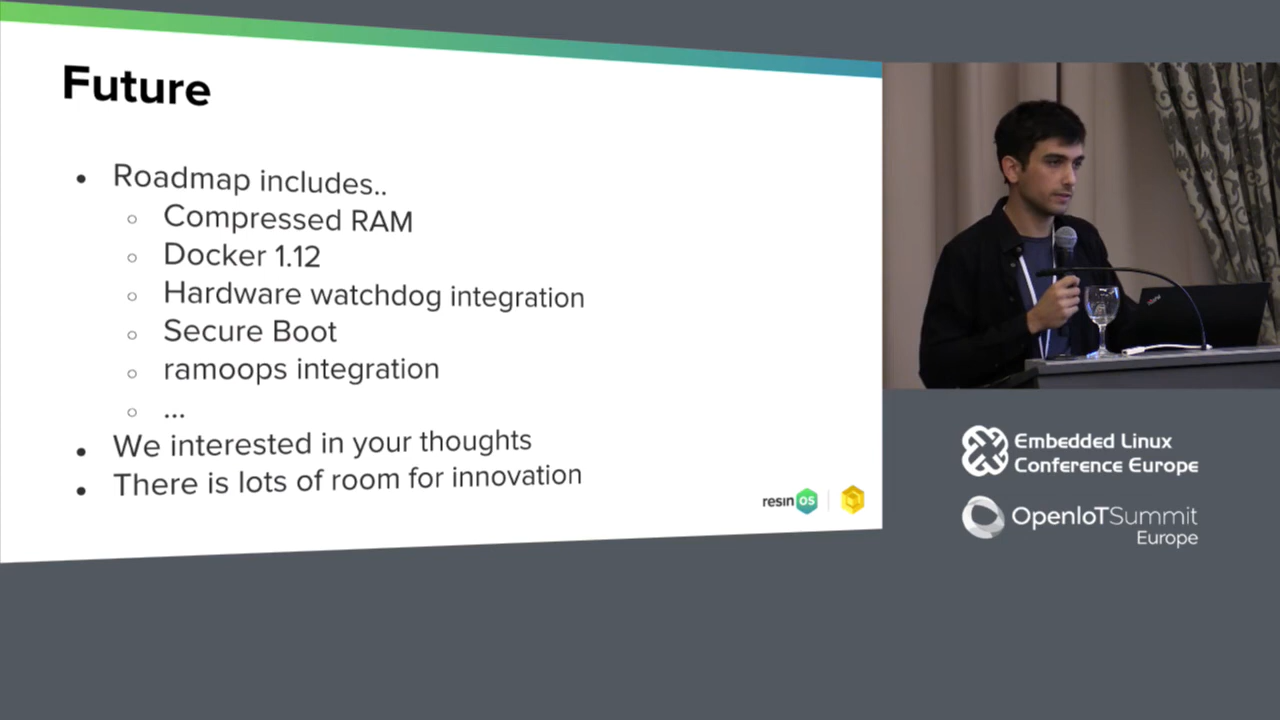 Future
Roadmap includes..
Compressed RAM
Docker 1.12
Hardware watchdog integration
Secure Boot
ramoops integration
...
We interested in your thoughts
There is lots of room for innovation
resin OS
Embedded Linux
Conference Europe
OpenIoTSummit
Europe